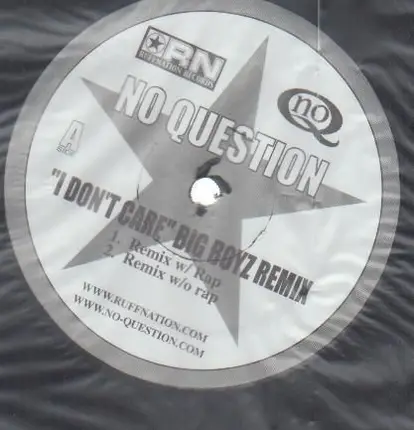 RN
RUFFNATION RECORDS
no
Q
NO QUESTION
A
"I DON'T CARE" BIG BOYZ REMIX
1. Remix w/ Rap
2. Remix w/o rap
WWW.RUFFNATION.COM
WWW.NO-QUESTION.COM